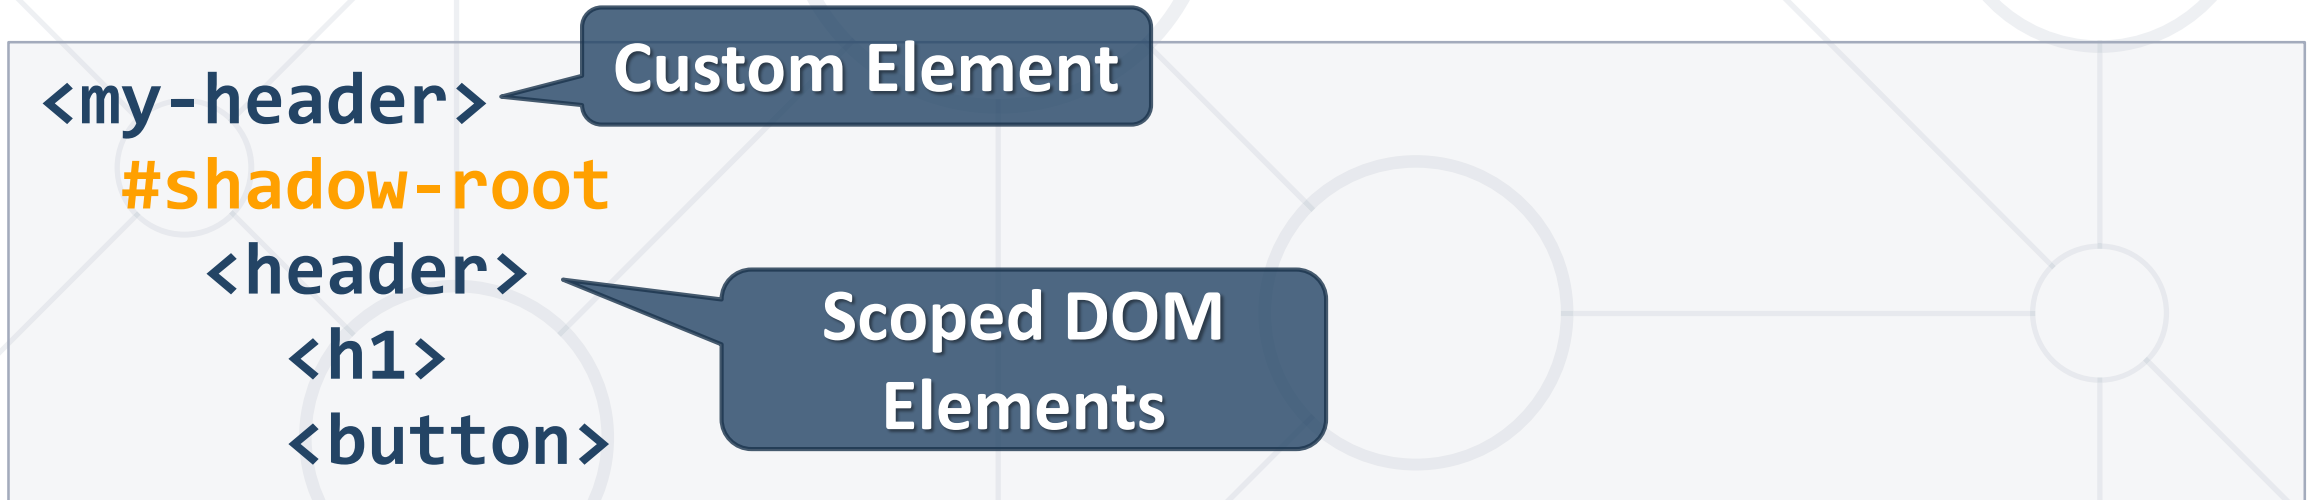 Custom Element
<my-header>
#shadow-root
<header>
Scoped DOM
Elements
<h1>
<button>